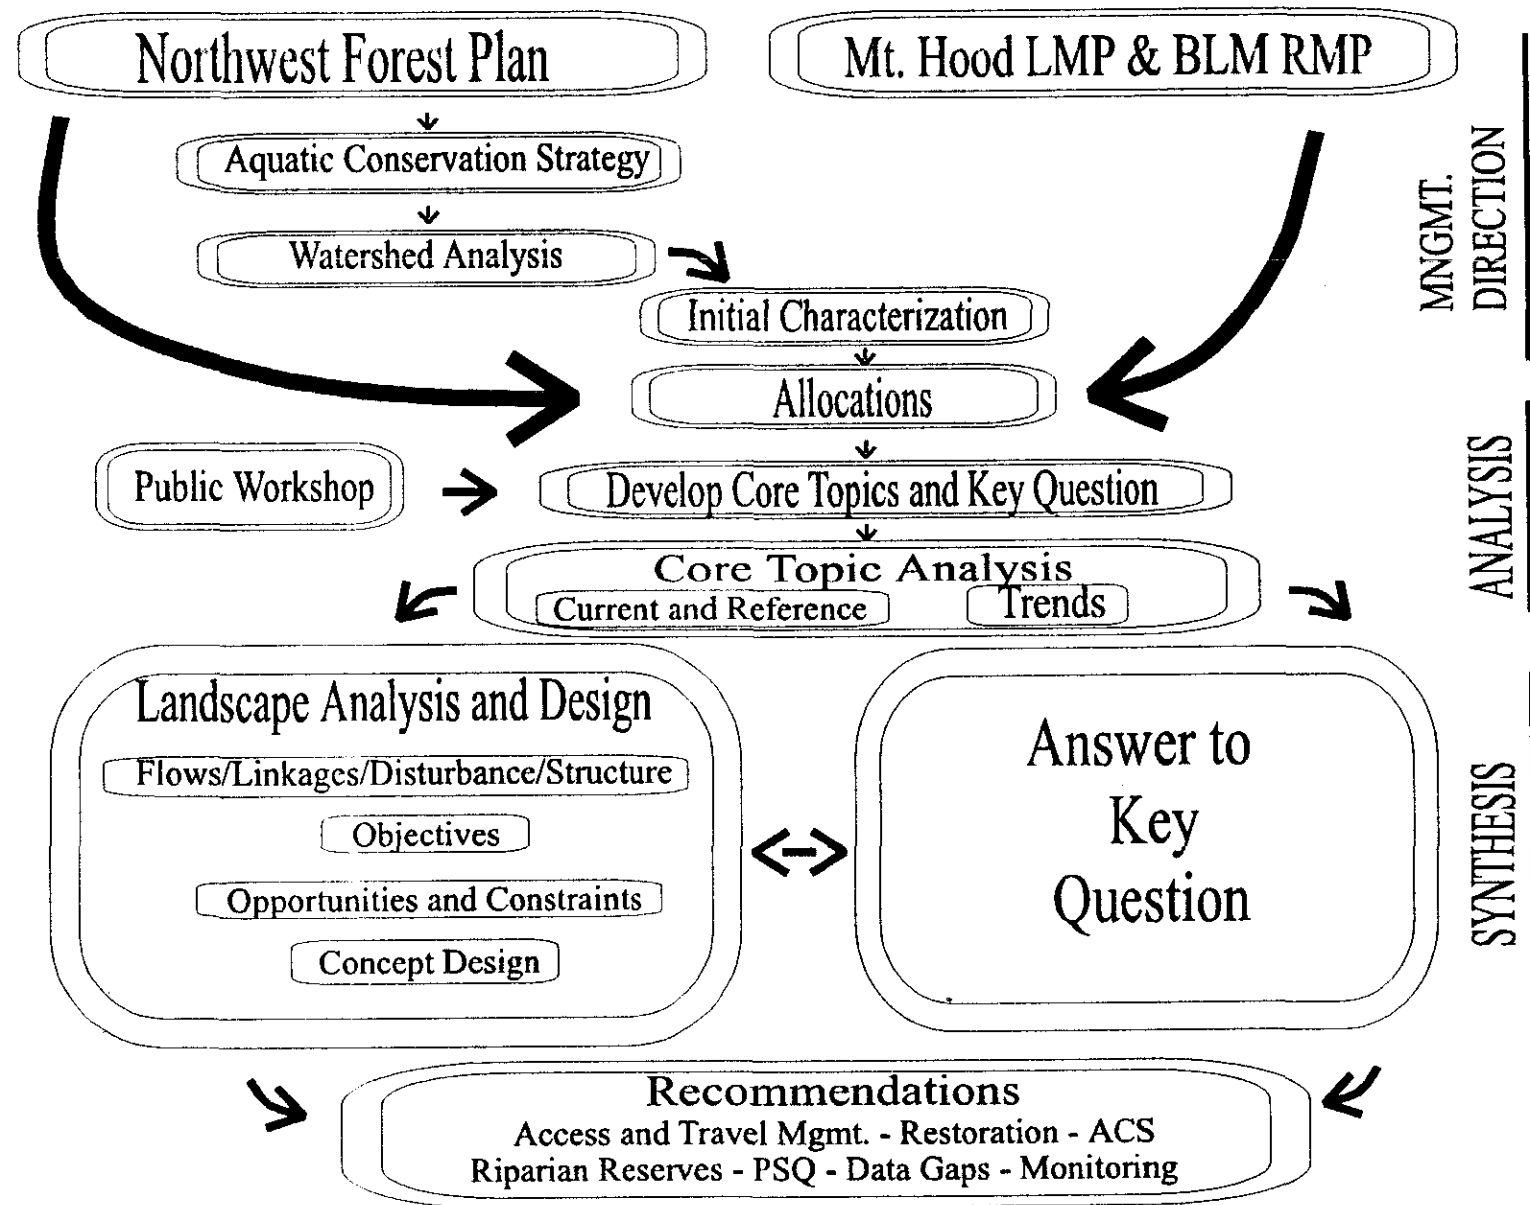 Northwest Forest Plan
Mt. Hood LMP & BLM RMP
Aquatic Conservation Strategy
Watershed Analysis
Initial Characterization
Allocations
MNGMT.
DIRECTION
Public Workshop
Develop Core Topics and Key Question
Core Topic Analysis
Current and Reference
Trends
ANALYSIS
Landscape Analysis and Design
Flows/Linkages/Disturbance/Structure
Objectives
Opportunities and Constraints
Concept Design
Answer to
Key
Question
SYNTHESIS
Recommendations
Access and Travel Mgmt. - Restoration - ACS
Riparian Reserves - PSQ - Data Gaps - Monitoring